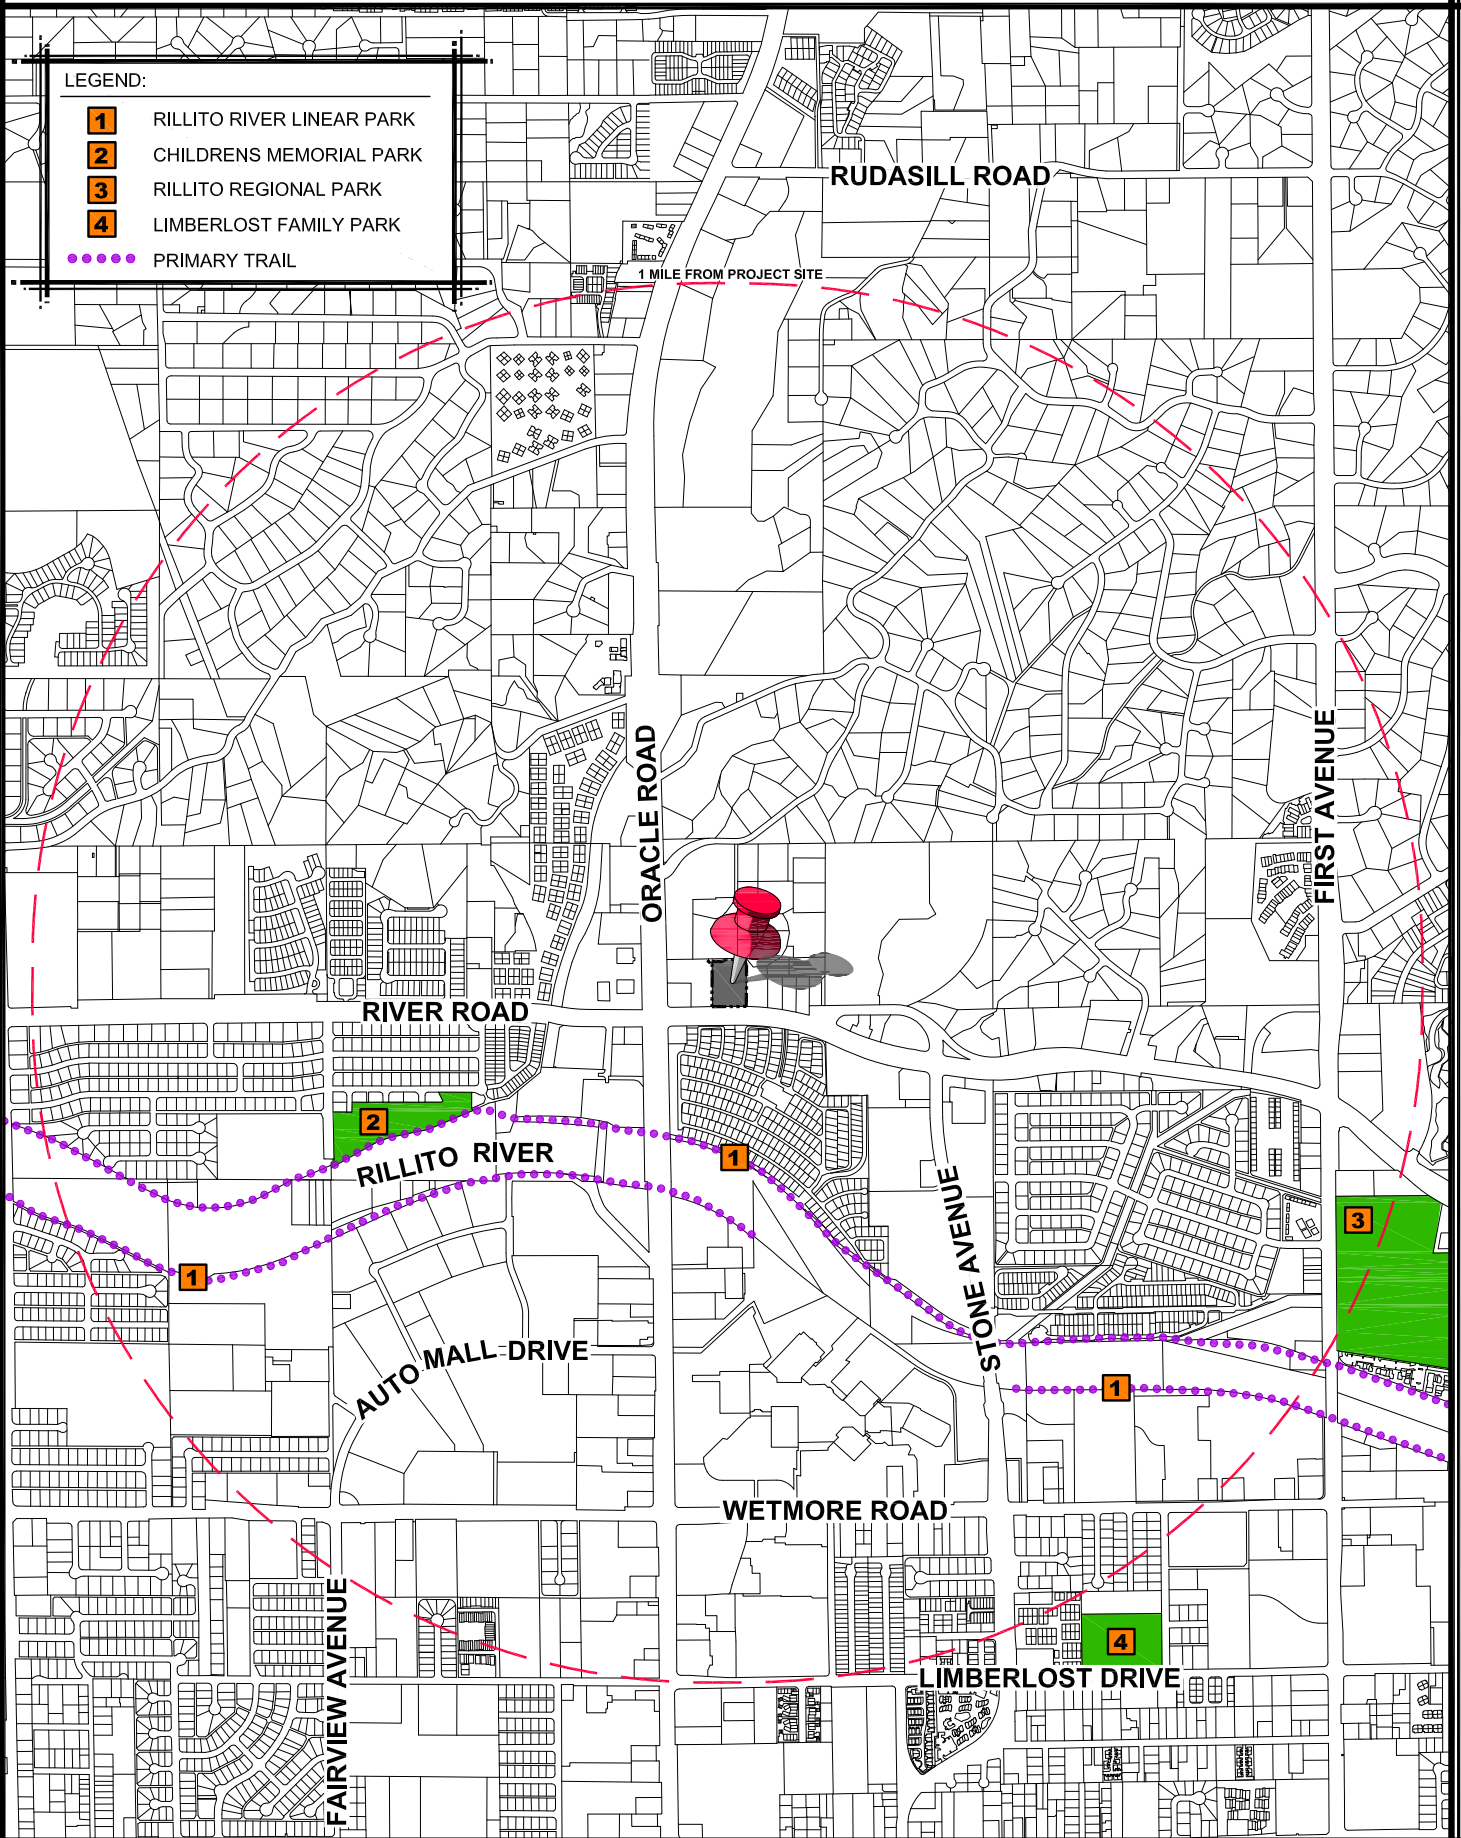 LEGEND:
1 RILLITO RIVER LINEAR PARK
2 CHILDRENS MEMORIAL PARK
3 RILLITO REGIONAL PARK
4 LIMBERLOST FAMILY PARK
PRIMARY TRAIL
RUDASILL ROAD
1 MILE FROM PROJECT SITE
ORACLE ROAD
FIRST AVENUE
RIVER ROAD
2
1
RILLITO RIVER
STONE AVENUE
3
1
AUTO MALL DRIVE
1
WETMORE ROAD
FAIRVIEW AVENUE
4
LIMBERLOST DRIVE